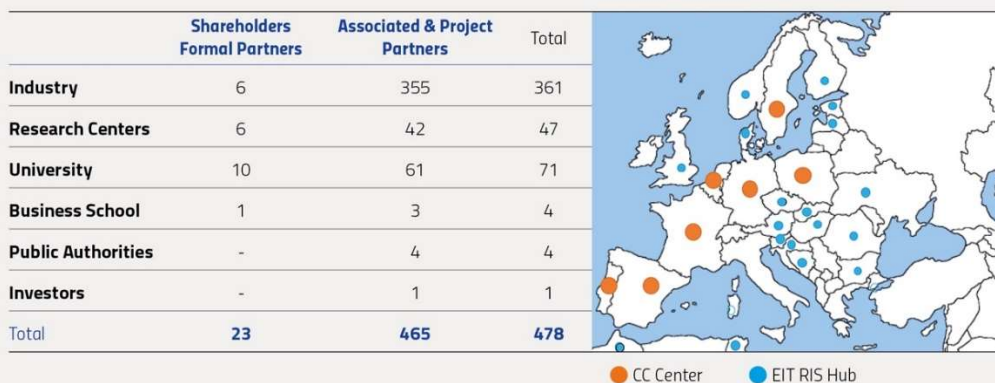 Shareholders Formal Partners Associated & Project Partners Total
Industry 6 355 361
Research Centers 6 42 47
University 10 61 71
Business School 1 3 4
Public Authorities - 4 4
Investors - 1 1
Total 23 465 478
CC Center EIT RIS Hub